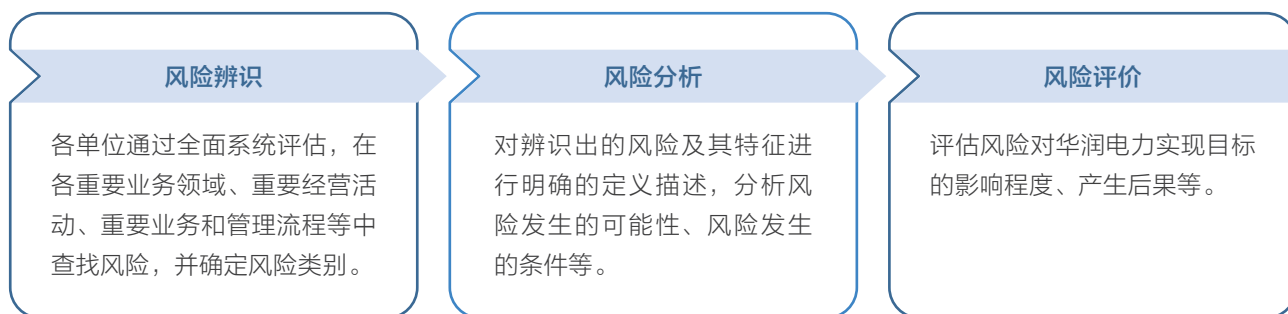 风险辨识
各单位通过全面系统评估，在
各重要业务领域、重要经营活
动、重要业务和管理流程等中
查找风险，并确定风险类别。
风险分析
对辨识出的风险及其特征进
行明确的定义描述，分析风
险发生的可能性、风险发生
的条件等。
风险评价
评估风险对华润电力实现目标
的影响程度、产生后果等。